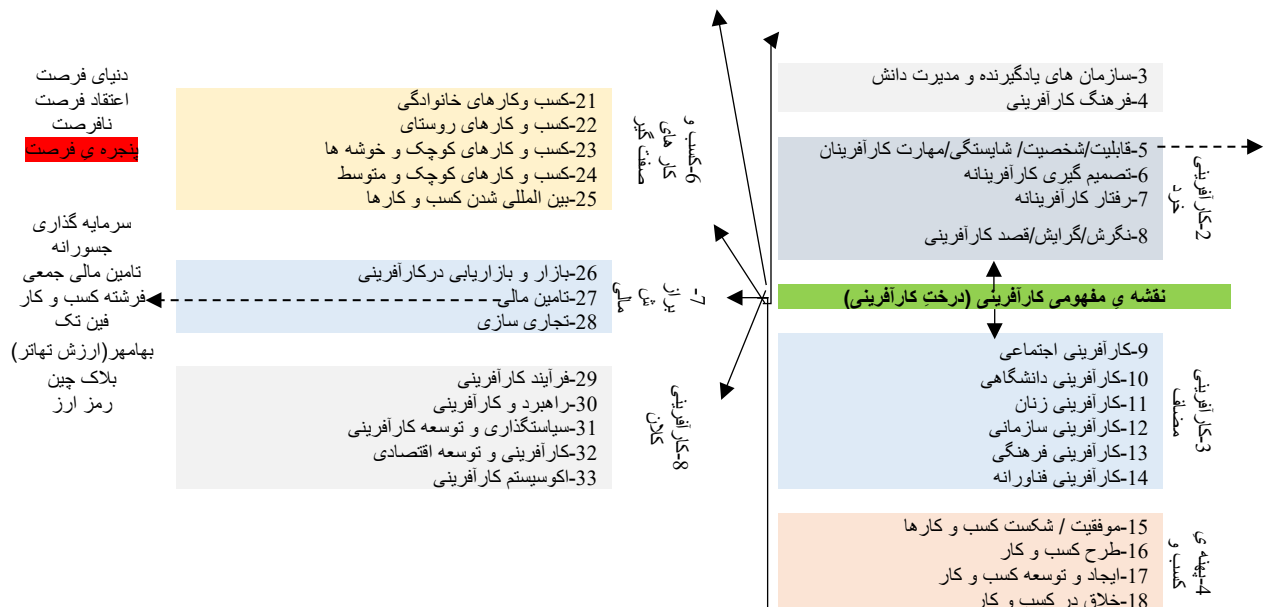 3-سازمان های یادگیرنده و مدیرت دانش
4-فرهنگ کارآفرینی
2-کارآفرینی
خرد
5-قابلیت/شخصیت/ شایستگی/مهارت کارآفرینان
6-تصمیم گیری کارآفرینانه
7-رفتار کارآفرینانه
8-نگرش/گرایش/قصد کارآفرینی
نقشه یِ مفهومی کارآفرینی (درختِ کارآفرینی)
3-کارآفرینی
مضاف
9-کارآفرینی اجتماعی
10-کارآفرینی دانشگاهی
11-کارآفرینی زنان
12-کارآفرینی سازمانی
13-کارآفرینی فرهنگی
14-کارآفرینی فناورانه
4-پهنه ی
کسب و
15-موفقیت / شکست کسب و کارها
16-طرح کسب و کار
17-ایجاد و توسعه کسب و کار
18-خلاق در کسب و کار
6-کسب و
کار های
صفت گیر
21-کسب وکارهای خانوادگی
22-کسب و کارهای روستای
23-کسب و کارهای کوچک و خوشه ها
24-کسب و کارهای کوچک و متوسط
25-بین المللی شدن کسب و کارها
7-
براز
ش
مالی
26-بازار و بازاریابی درکارآفرینی
27-تامین مالی
28-تجاری سازی
8-کارآفرینی
کلان
29-فرآیند کارآفرینی
30-راهبرد و کارآفرینی
31-سیاستگذاری و توسعه کارآفرینی
32-کارآفرینی و توسعه اقتصادی
33-اکوسیستم کارآفرینی
دنیای فرصت
اعتقاد فرصت
نافرصت
پنجره ي فرصت
سرمایه گذاری
جسورانه
تامین مالی جمعی
فرشته کسب و کار
فین تک
بهامهر(ارزش تهاتر)
بلاک چین
رمز ارز